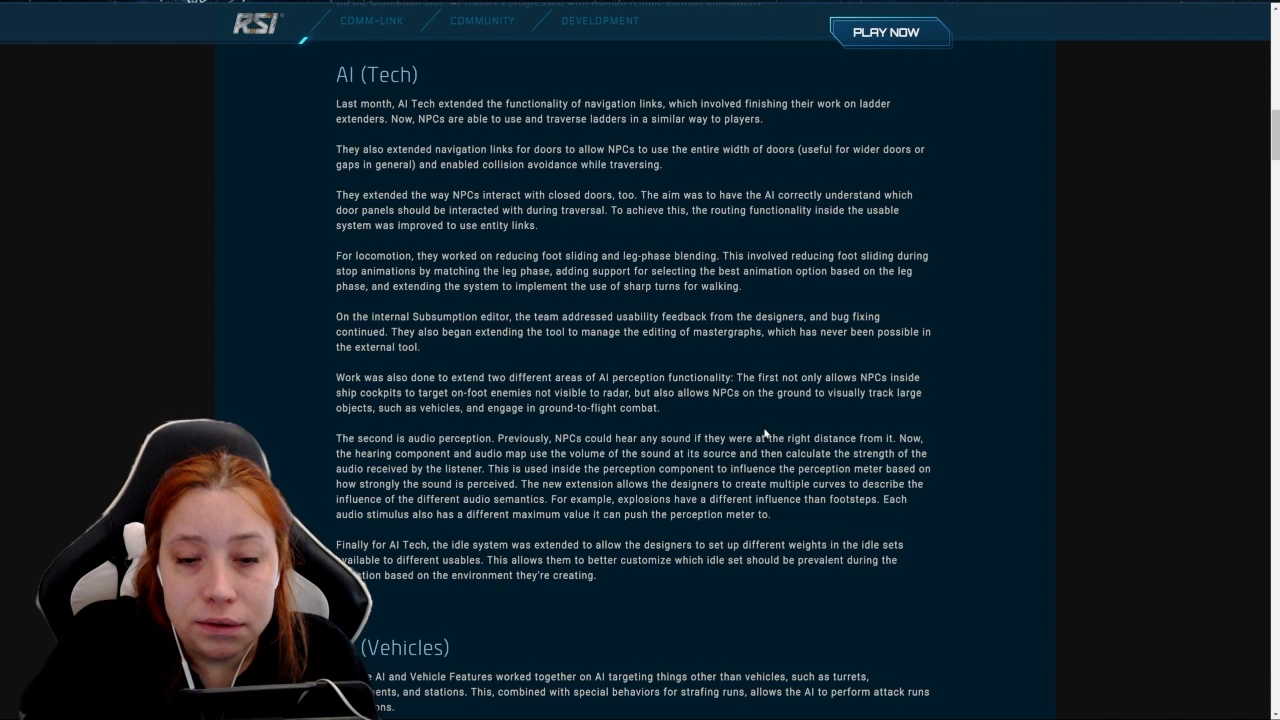 RSI
COMM-LINK
COMMUNITY
DEVELOPMENT
PLAY NOW
AI (Tech)
Last month, AI Tech extended the functionality of navigation links, which involved finishing their work on ladder
extenders. Now, NPCs are able to use and traverse ladders in a similar way to players.
They also extended navigation links for doors to allow NPCs to use the entire width of doors (useful for wider doors or
gaps in general) and enabled collision avoidance while traversing.
They extended the way NPCs interact with closed doors, too. The aim was to have the AI correctly understand which
door panels should be interacted with during traversal. To achieve this, the routing functionality inside the usable
system was improved to use entity links.
For locomotion, they worked on reducing foot sliding and leg-phase blending. This involved reducing foot sliding during
stop animations by matching the leg phase, adding support for selecting the best animation option based on the leg
phase, and extending the system to implement the use of sharp turns for walking.
On the internal Subsumption editor, the team addressed usability feedback from the designers, and bug fixing
continued. They also began extending the tool to manage the editing of mastergraphs, which has never been possible in
the external tool.
Work was also done to extend two different areas of AI perception functionality: The first not only allows NPCs inside
ship cockpits to target on-foot enemies not visible to radar, but also allows NPCs on the ground to visually track large
objects, such as vehicles, and engage in ground-to-flight combat.
The second is audio perception. Previously, NPCs could hear any sound if they were at the right distance from it. Now,
the hearing component and audio map use the volume of the sound at its source and then calculate the strength of the
audio received by the listener. This is used inside the perception component to influence the perception meter based on
how strongly the sound is perceived. The new extension allows the designers to create multiple curves to describe the
influence of the different audio semantics. For example, explosions have a different influence than footsteps. Each
audio stimulus also has a different maximum value it can push the perception meter to.
Finally for AI Tech, the idle system was extended to allow the designers to set up different weights in the idle sets
available to different usables. This allows them to better customize which idle set should be prevalent during the
based on the environment they're creating.
(Vehicles)
AI and Vehicle Features worked together on AI targeting things other than vehicles, such as turrets,
and stations. This, combined with special behaviors for strafing runs, allows the AI to perform attack runs